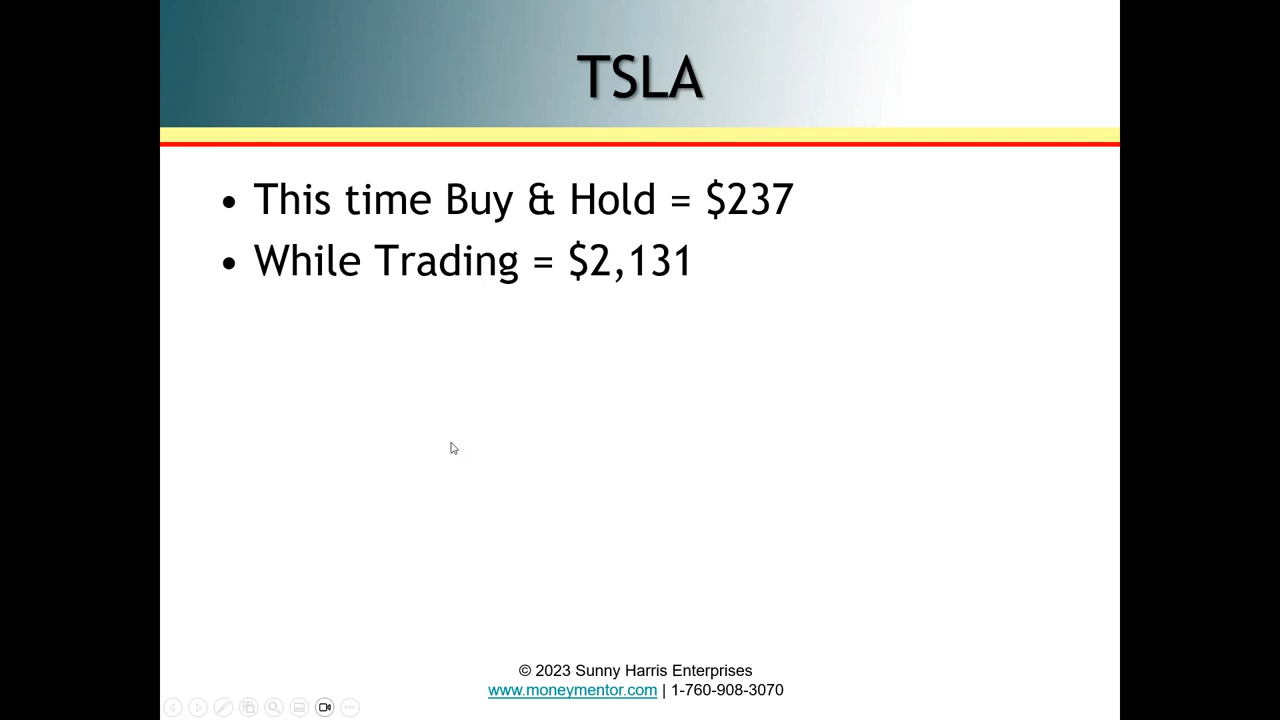 TSLA
• This time Buy & Hold = $237
• While Trading = $2,131
© 2023 Sunny Harris Enterprises
www.moneymentor.com | 1-760-908-3070